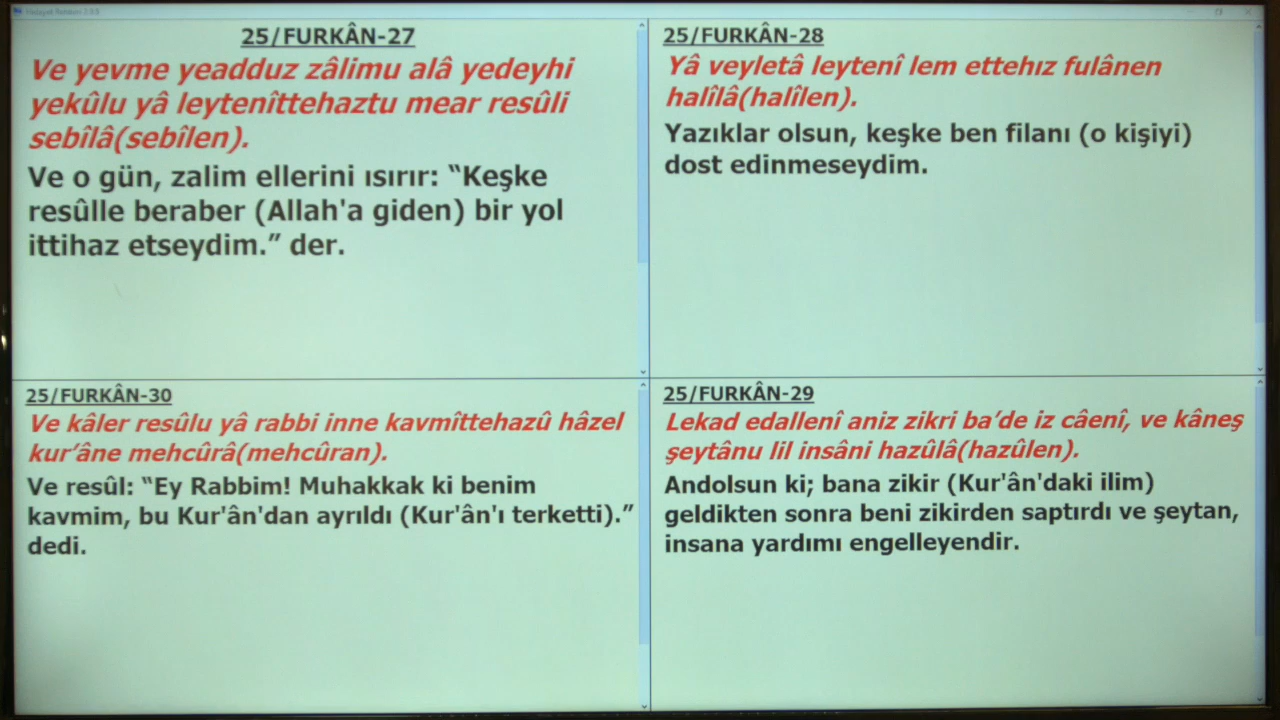 25/FURKÂN-27
Ve yevme yeadduz zâlimu alâ yedeyhi
yekûlu yâ leytenîttehaztu mear resûli
sebîlâ(sebîlen).
Ve o gün, zalim ellerini ısırır: “Keşke
resûlle beraber (Allah'a giden) bir yol
ittihaz etseydim.” der.
25/FURKÂN-28
Yâ veyletâ leytenî lem ettehız fulânen
halîlâ(halîlen).
Yazıklar olsun, keşke ben filanı (o kişiyi)
dost edinmeseydim.
25/FURKÂN-30
Ve kâler resûlu yâ rabbi inne kavmîttehazû hâzel
kur’âne mehcûrâ(mehcûran).
Ve resûl: “Ey Rabbim! Muhakkak ki benim
kavmim, bu Kur'ân'dan ayrıldı (Kur'ân'ı terketti).”
dedi.
25/FURKÂN-29
Lekad edallenî aniz zikri ba’de iz câenî, ve kâneş
şeytânu lil insâni hazûlâ(hazûlen).
Andolsun ki; bana zikir (Kur'ân'daki ilim)
geldikten sonra beni zikirden saptırdı ve şeytan,
insana yardımı engelleyendir.